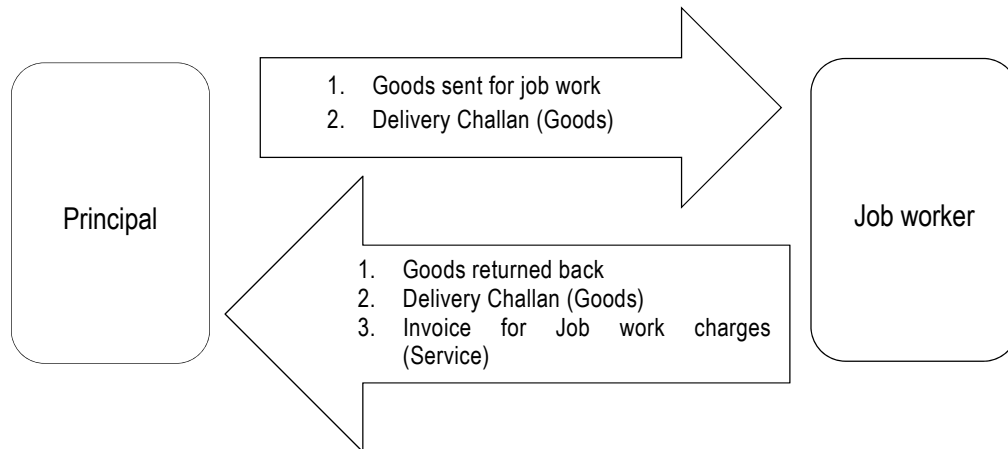 Principal
1. Goods sent for job work
2. Delivery Challan (Goods)
Job worker
1. Goods returned back
2. Delivery Challan (Goods)
3. Invoice for Job work charges
(Service)